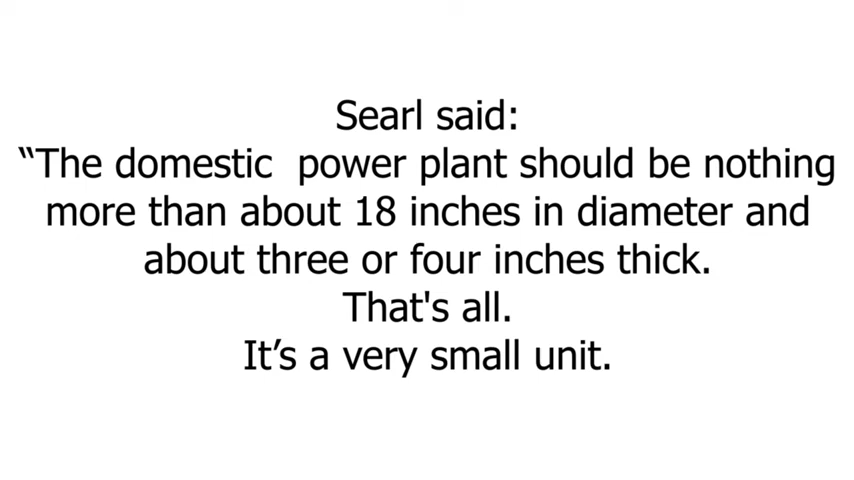 Searl said:
“The domestic  power plant should be nothing
more than about 18 inches in diameter and
about three or four inches thick.
That's all.
It’s a very small unit.